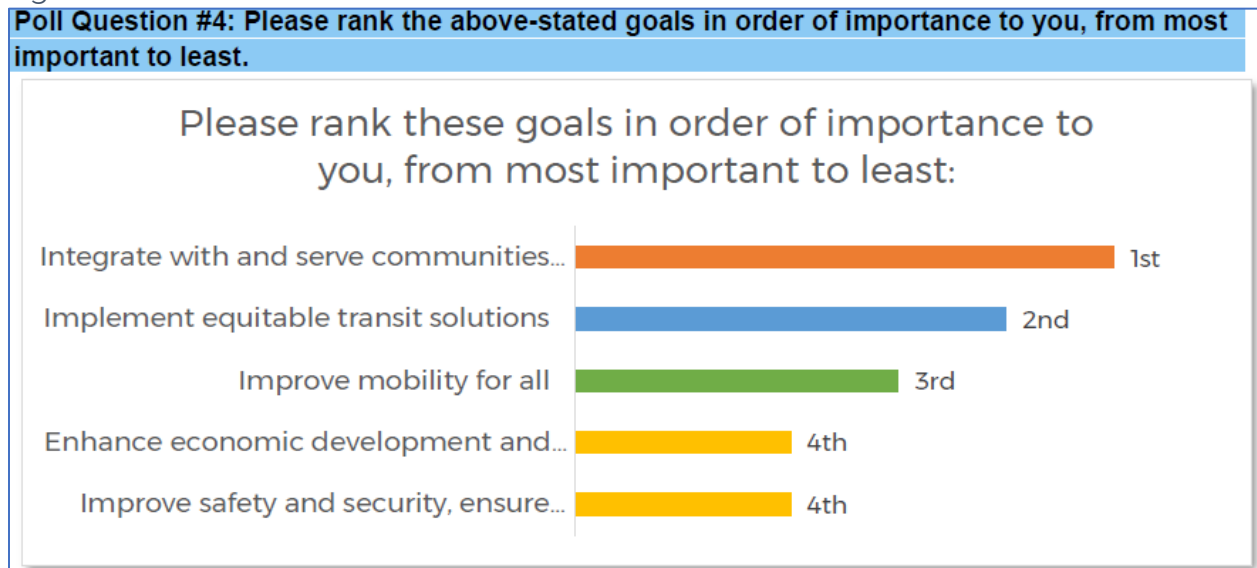 Poll Question #4: Please rank the above-stated goals in order of importance to you, from most
important to least.
Please rank these goals in order of importance to
you, from most important to least:
Integrate with and serve communities... 1st
Implement equitable transit solutions 2nd
Improve mobility for all 3rd
Enhance economic development and... 4th
Improve safety and security, ensure... 4th